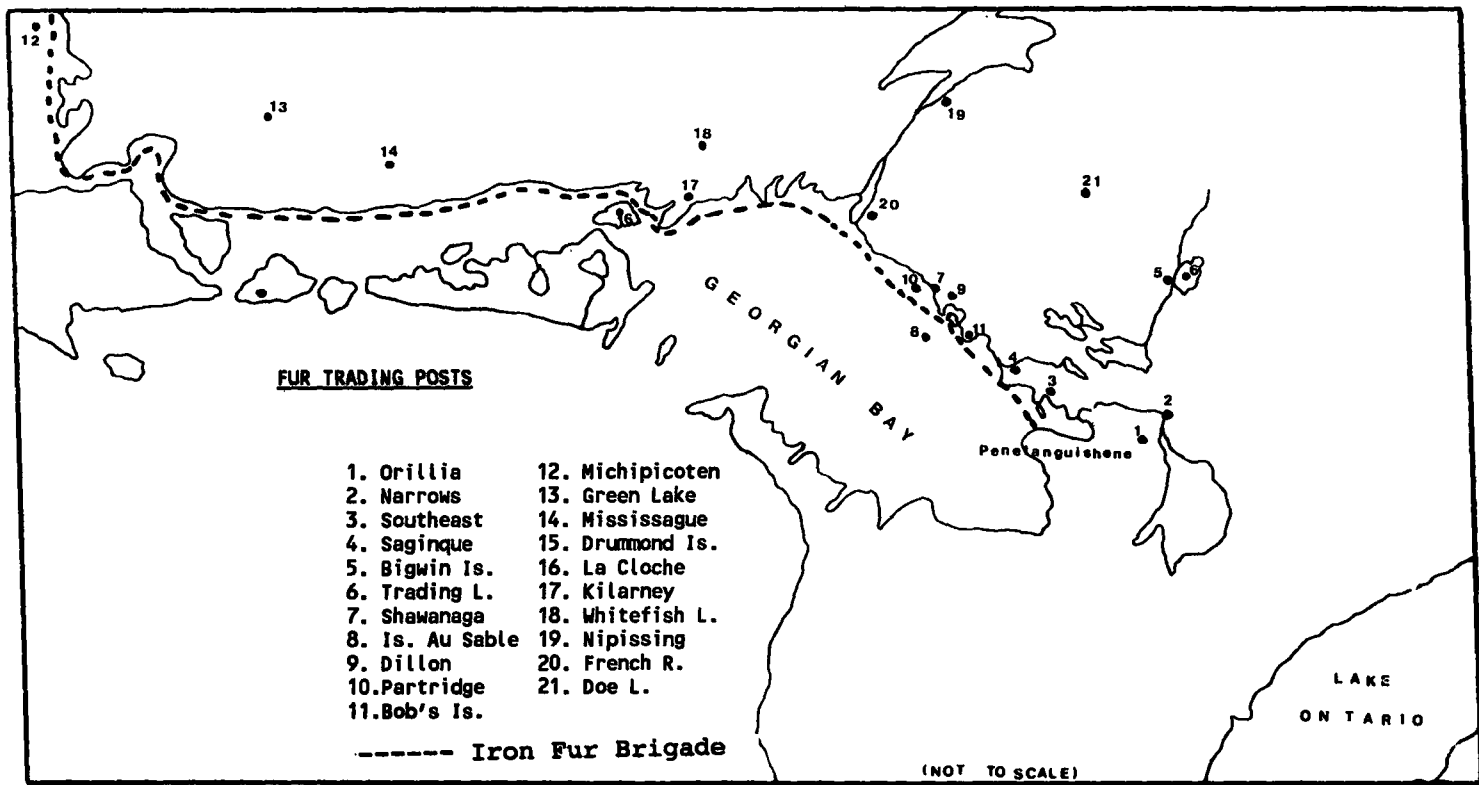 12
13
14
18
17
6
19
20
21
GEORGIAN BAY
10
7
9
8
11
5
6
4
3
2
1
Penetanguishene
FUR TRADING POSTS
1. Orillia
2. Narrows
3. Southeast
4. Saginque
5. Bigwin Is.
6. Trading L.
7. Shawanaga
8. Is. Au Sable
9. Dillon
10.Partridge
11.Bob's Is.
12. Michipicoten
13. Green Lake
14. Mississague
15. Drummond Is.
16. La Cloche
17. Kilarney
18. Whitefish L.
19. Nipissing
20. French R.
21. Doe L.
------ Iron Fur Brigade
LAKE
ONTARIO
(NOT TO SCALE)